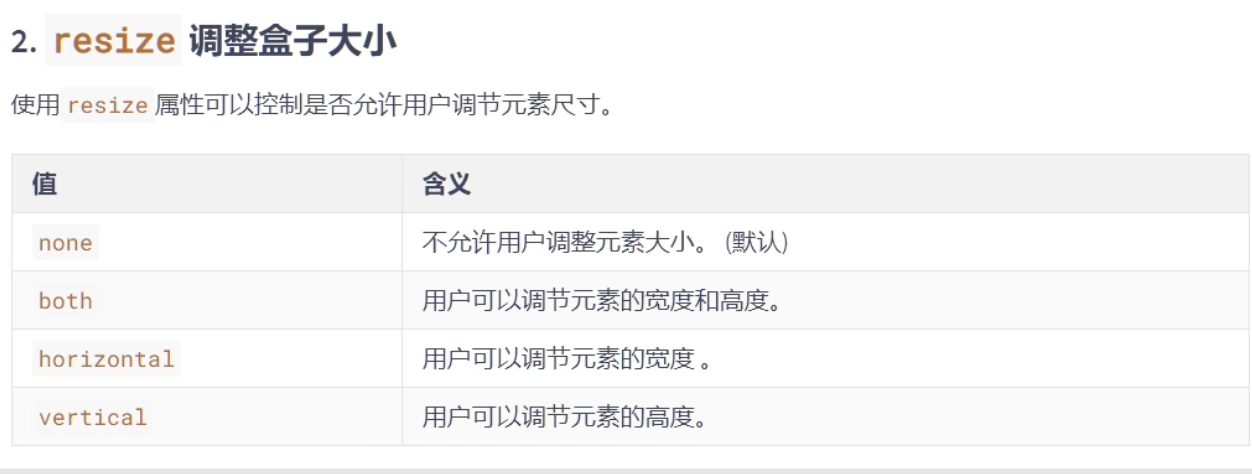 2. resize 调整盒子大小
使用 resize 属性可以控制是否允许用户调节元素尺寸。
值 含义
none 不允许用户调整元素大小。 (默认)
both 用户可以调节元素的宽度和高度。
horizontal 用户可以调节元素的宽度 。
vertical 用户可以调节元素的高度。